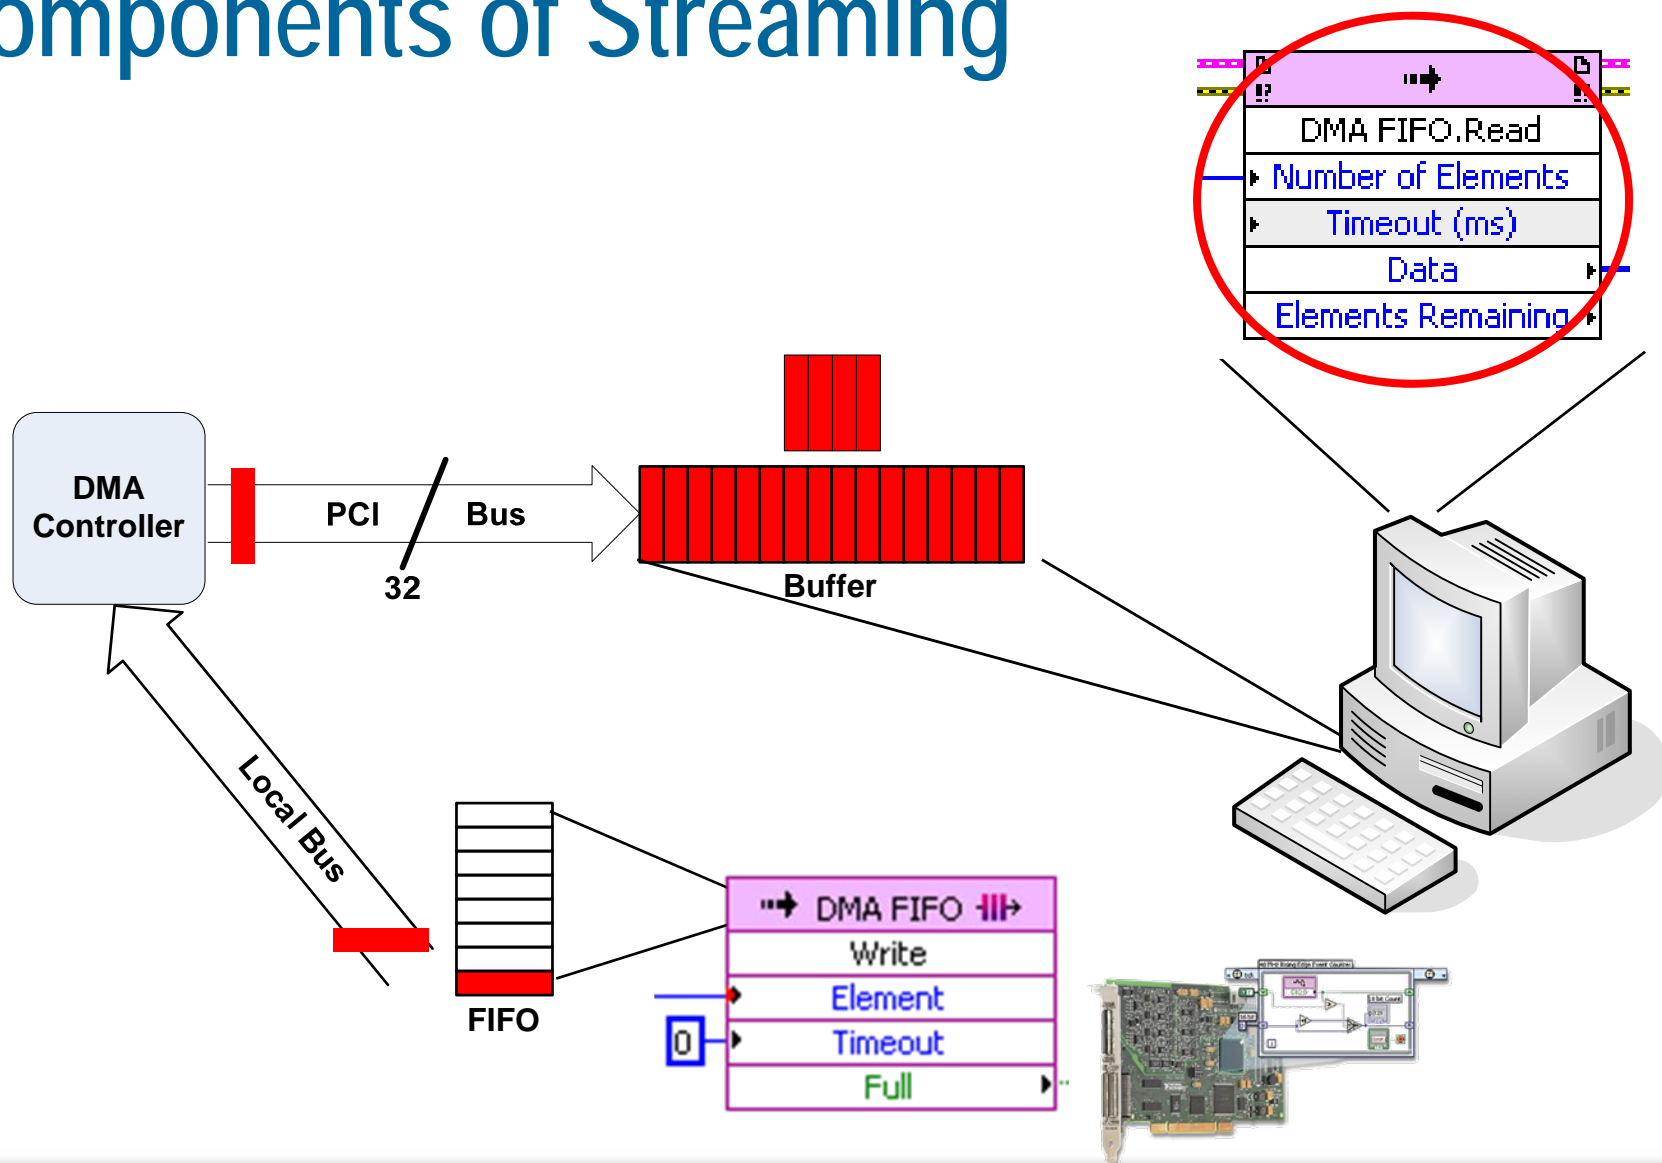 omponents of Streaming
DMA FIFO.Read
Number of Elements
Timeout (ms)
Data
Elements Remaining
DMA
Controller
PCI
Bus
32
Buffer
Local Bus
FIFO
DMA FIFO
Write
Element
0
Timeout
Full